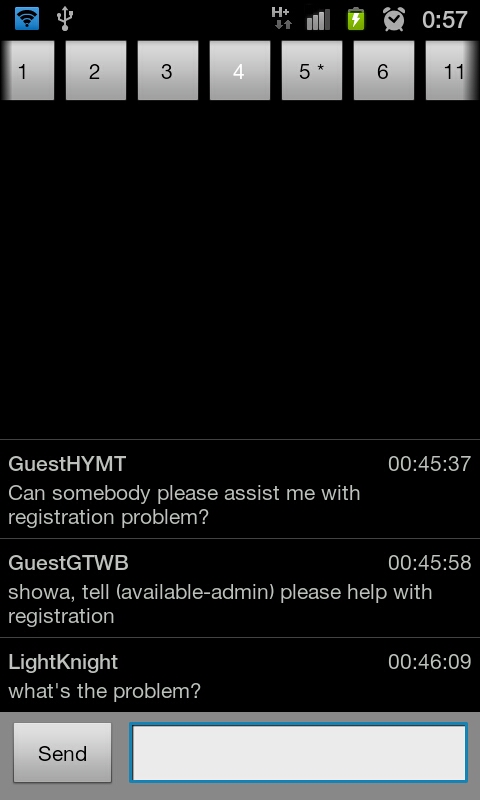 H+ 0:57
1 2 3 4 5 * 6 11
GuestHYMT 00:45:37
Can somebody please assist me with
registration problem?
GuestGTWB 00:45:58
showa, tell (available-admin) please help with
registration
LightKnight 00:46:09
what's the problem?
Send